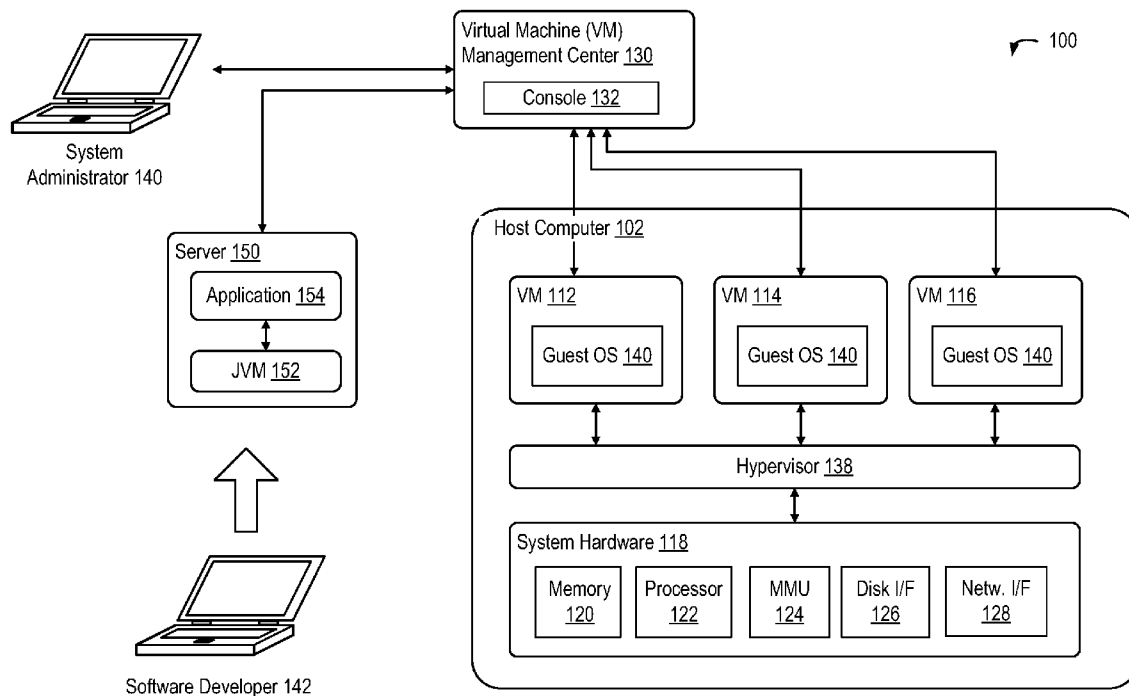 Virtual Machine (VM)
Management Center 130
Console 132
100
System
Administrator 140
Host Computer 102
Server 150
Application 154
JVM 152
VM 112
VM 114
VM 116
Guest OS 140
Guest OS 140
Guest OS 140
Hypervisor 138
System Hardware 118
Memory
120
Processor
122
MMU
124
Disk I/F
126
Netw. I/F
128
Software Developer 142